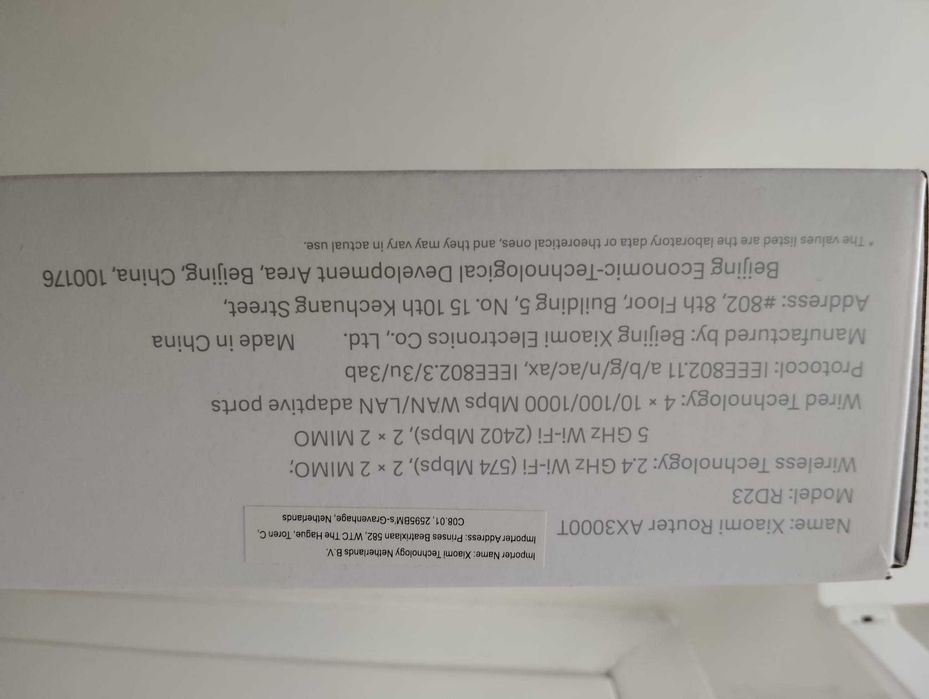 Name: Xiaomi Router AX3000T
Importer Name: Xiaomi Technology Netherlands B.V.
Importer Address: Prinses Beatrixlaan 582, WTC The Hague, Toren C,
C08.01, 2595BM's-Gravenhage, Netherlands
Model: RD23
Wireless Technology: 2.4 GHz Wi-Fi (574 Mbps), 2 × 2 MIMO;
5 GHz Wi-Fi (2402 Mbps), 2 × 2 MIMO
Wired Technology: 4 × 10/100/1000 Mbps WAN/LAN adaptive ports
Protocol: IEEE802.11 a/b/g/n/ac/ax, IEEE802.3/3u/3ab
Manufactured by: Beijing Xiaomi Electronics Co., Ltd. Made in China
Address: #802, 8th Floor, Building 5, No. 15 10th Kechuang Street,
Beijing Economic-Technological Development Area, Beijing, China, 100176
* The values listed are the laboratory data or theoretical ones, and they may vary in actual use.